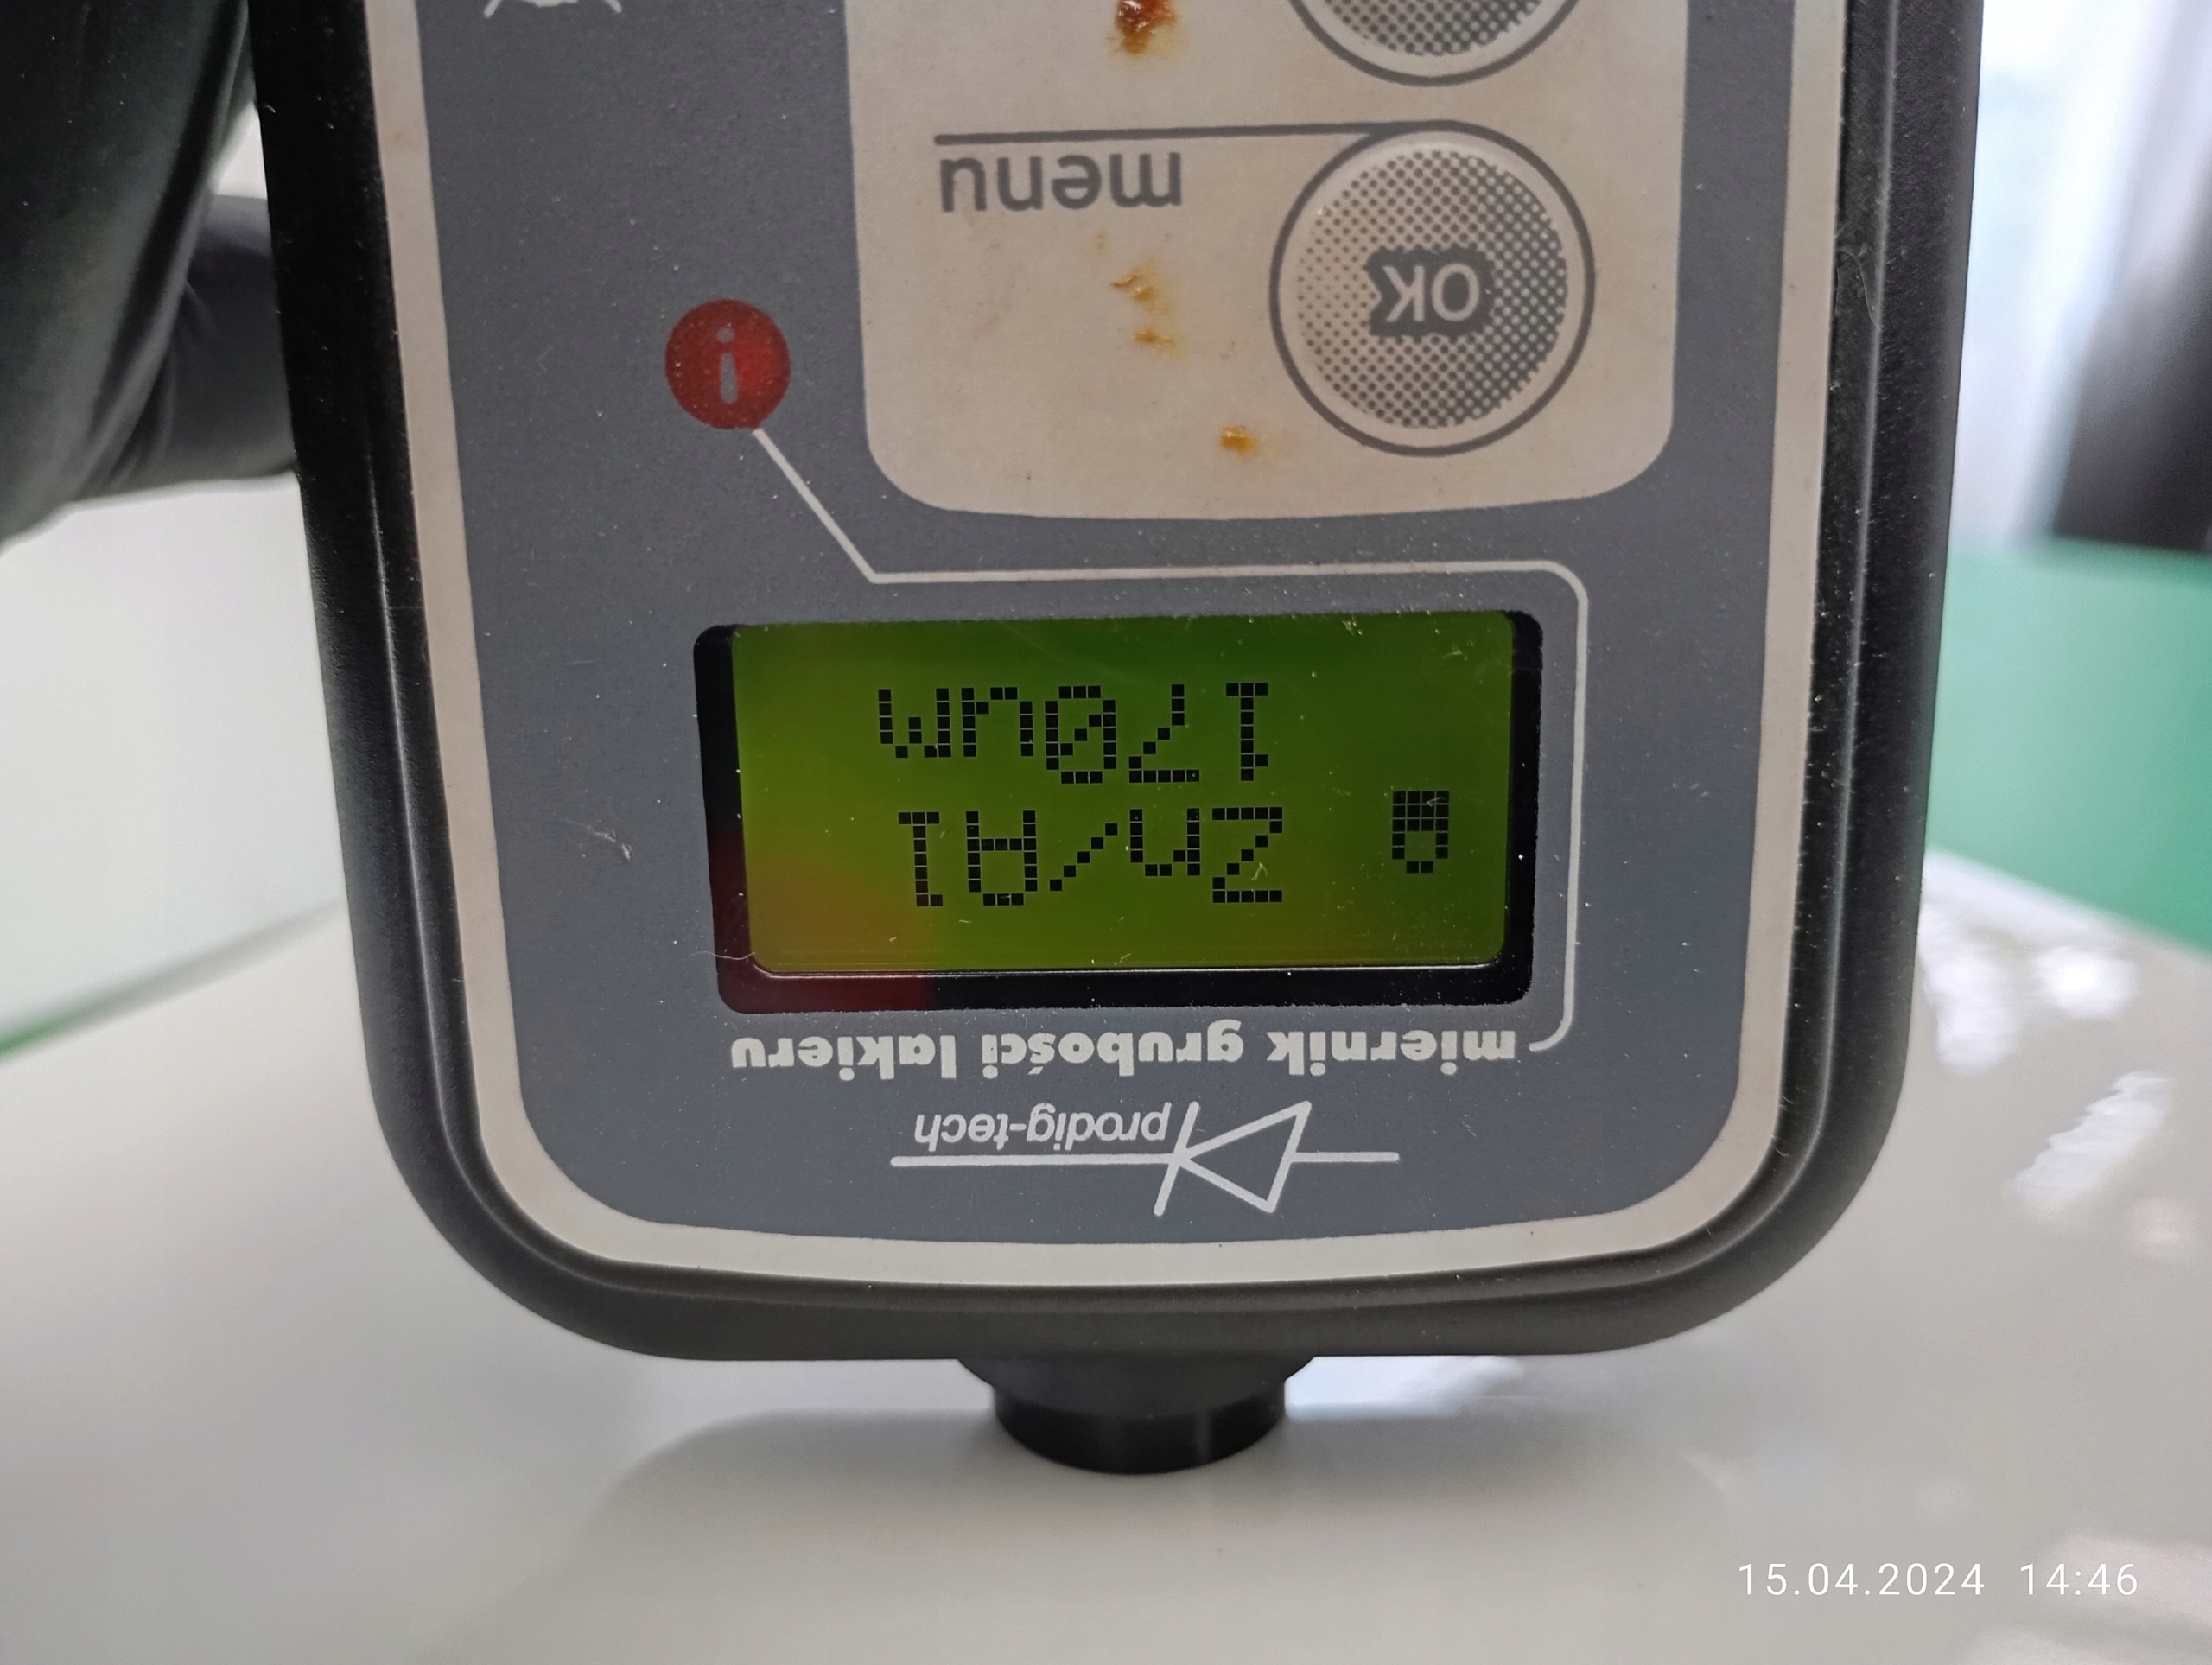 prodig-tech
miernik grubości lakieru
Zn/Al
170um
OK
menu
i
15.04.2024 14:46